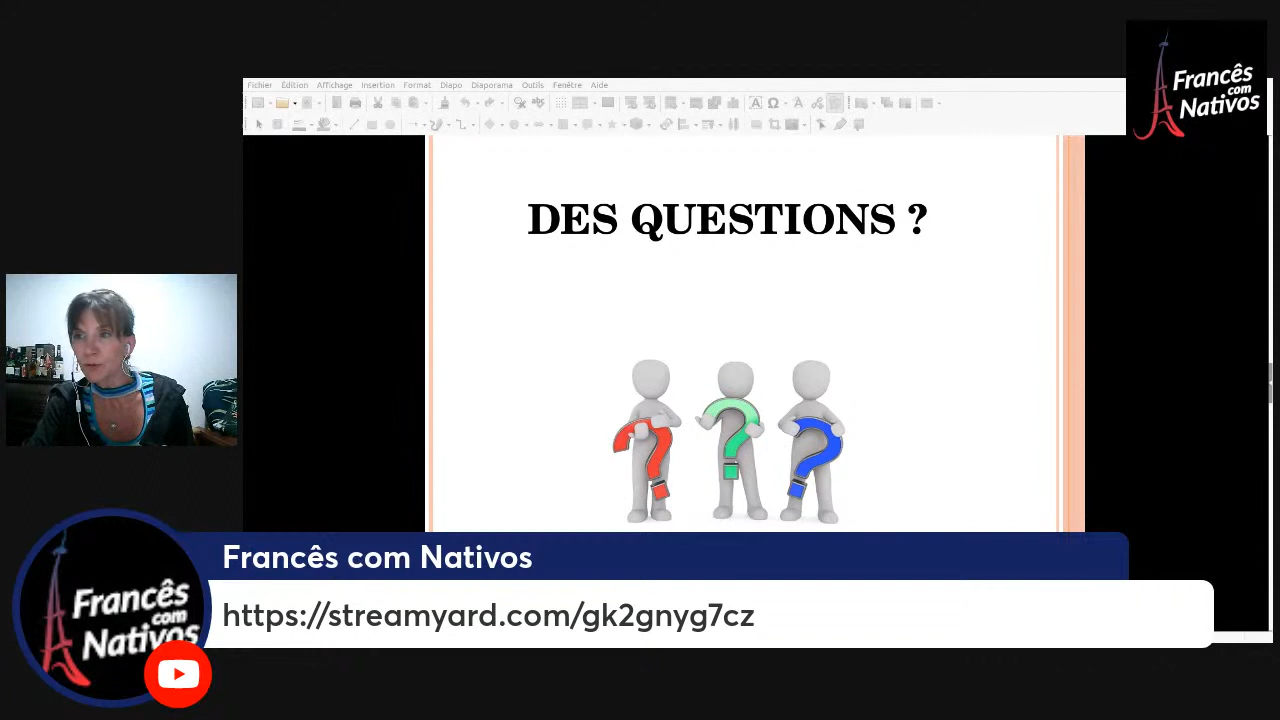 Francês
com
Nativos
Fichier Édition Affichage Insertion Format Diapo Diaporama Outils Fenêtre Aide
DES QUESTIONS ?
Francês com Nativos
https://streamyard.com/gk2gnyg7cz
Francês
com
Nativos